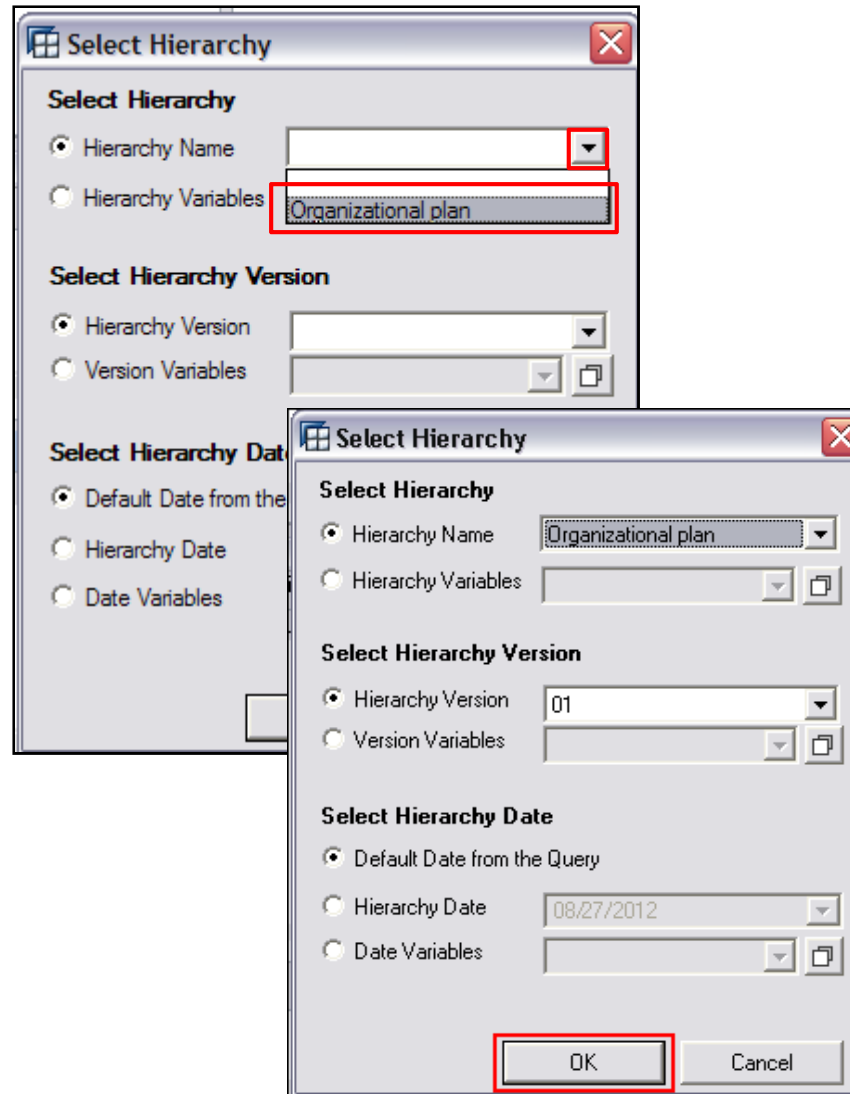 Select Hierarchy
Select Hierarchy
Hierarchy Name
Hierarchy Variables
Organizational plan
Select Hierarchy Version
Hierarchy Version
Version Variables
Select Hierarchy Dat
Default Date from the
Hierarchy Date
Date Variables
Select Hierarchy
Select Hierarchy
Hierarchy Name Organizational plan
Hierarchy Variables
Select Hierarchy Version
Hierarchy Version 01
Version Variables
Select Hierarchy Date
Default Date from the Query
Hierarchy Date 08/27/2012
Date Variables
OK Cancel